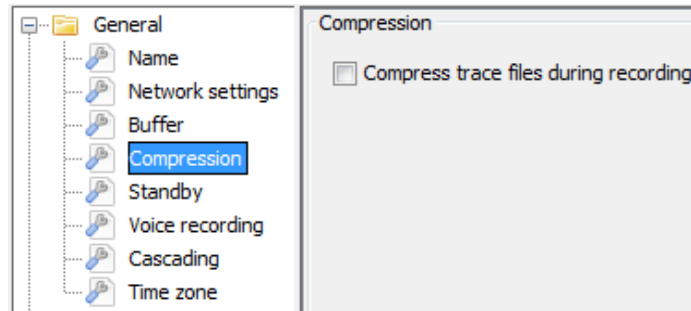 General
Name
Network settings
Buffer
Compression
Standby
Voice recording
Cascading
Time zone
Compression
Compress trace files during recording